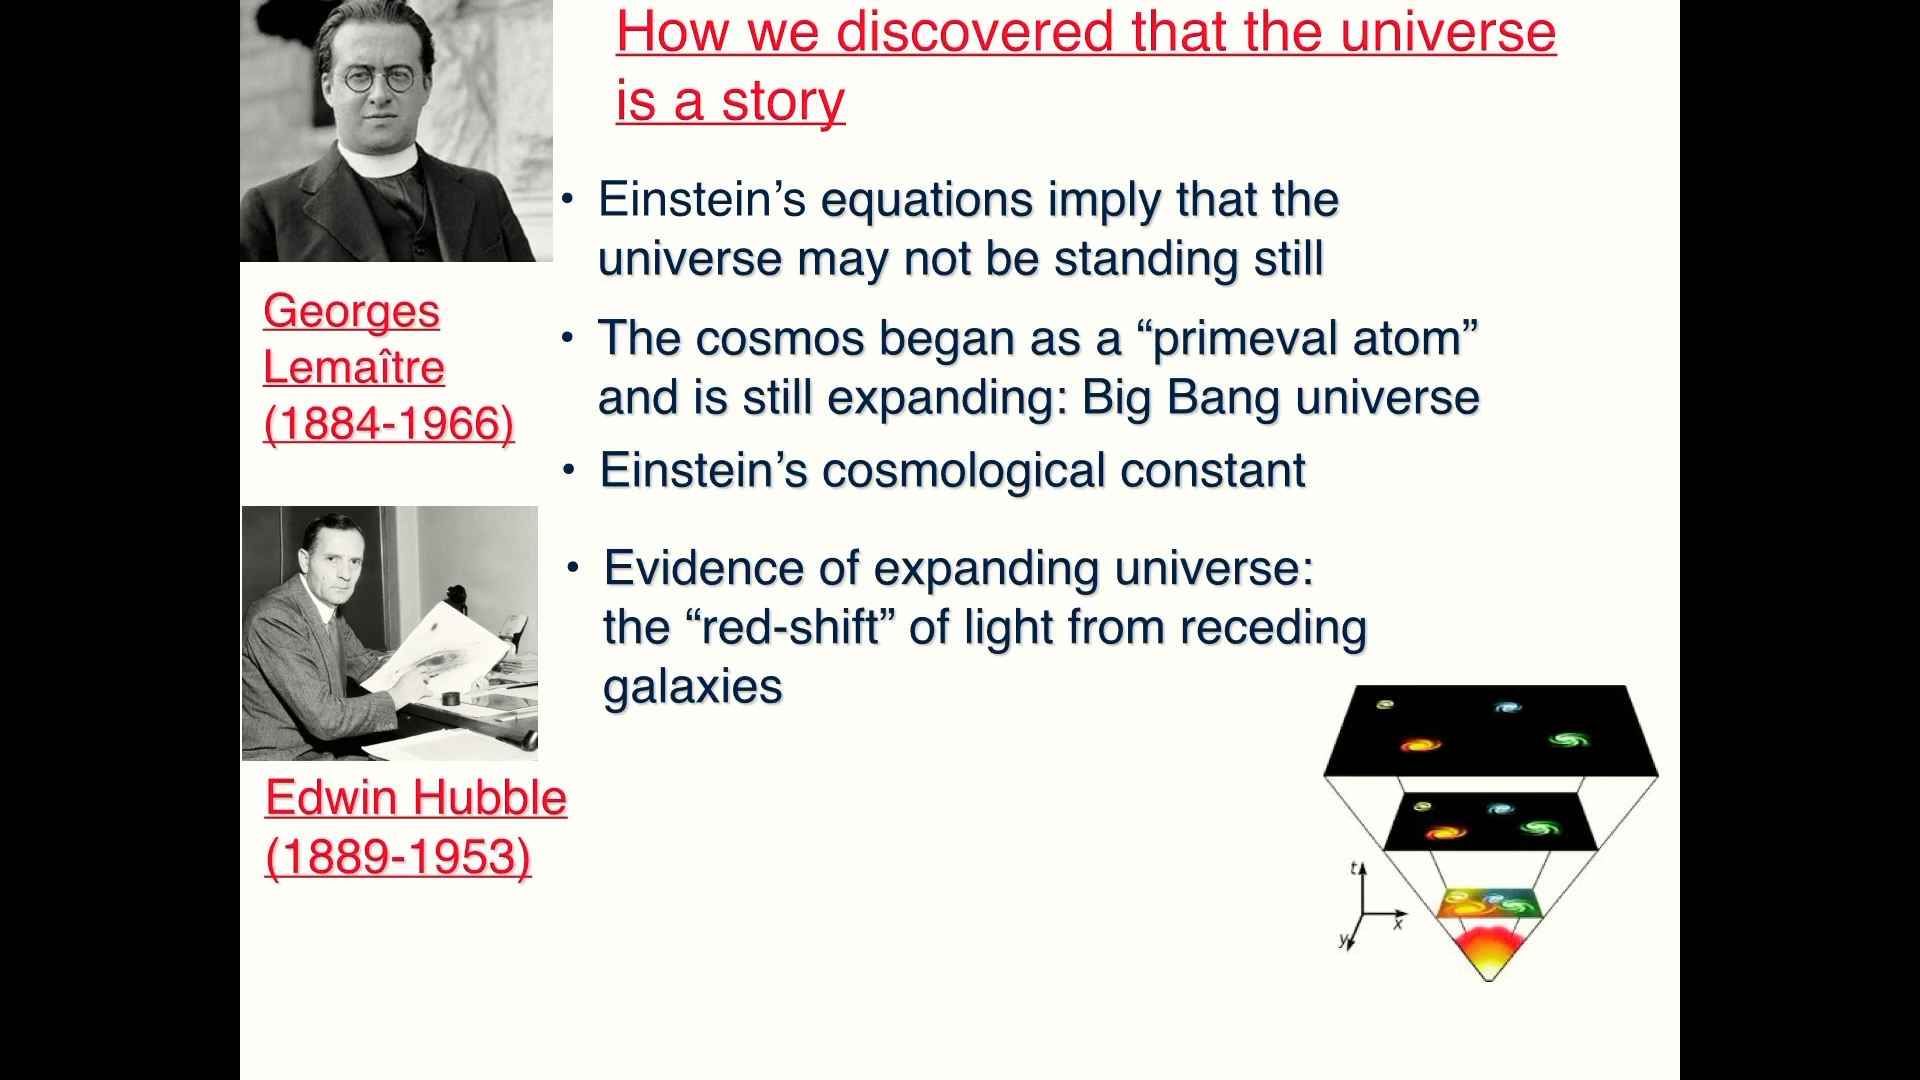 How we discovered that the universe
is a story
Georges
Lemaître
(1884-1966)
• Einstein’s equations imply that the
universe may not be standing still
• The cosmos began as a “primeval atom”
and is still expanding: Big Bang universe
• Einstein’s cosmological constant
Edwin Hubble
(1889-1953)
• Evidence of expanding universe:
the “red-shift” of light from receding
galaxies
t
x
y